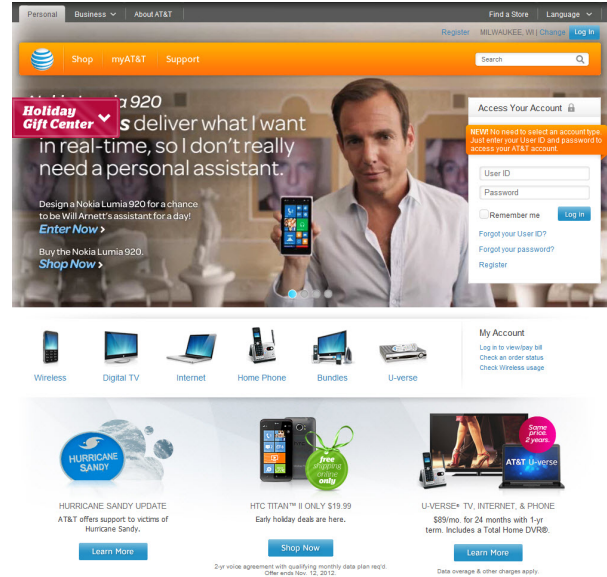 Personal
Business
About AT&T
Find a Store
Language
Register
MILWAUKEE, WI | Change
Log In
Shop
myAT&T
Support
Search
Holiday
Gift Center
a 920
s deliver what I want
in real-time, so I don't really
need a personal assistant.
Design a Nokia Lumia 920 for a chance
to be Will Arnett's assistant for a day!
Enter Now >
Buy the Nokia Lumia 920.
Shop Now >
Access Your Account
NEW! No need to select an account type.
Just enter your User ID and password to
access your AT&T account.
User ID
Password
Remember me
Log in
Forgot your User ID?
Forgot your password?
Register
Wireless
Digital TV
Internet
Home Phone
Bundles
U-verse
My Account
Log in to view/pay bill
Check an order status
Check Wireless usage
HURRICANE
SANDY
HURRICANE SANDY UPDATE
AT&T offers support to victims of
Hurricane Sandy.
Learn More
free
shipping
online
only
HTC TITAN™ II ONLY $19.99
Early holiday deals are here.
Shop Now
2-yr voice agreement with qualifying monthly data plan req'd.
Offer ends Nov. 12, 2012.
Same
price.
2 years.
AT&T U-verse
U-VERSE® TV, INTERNET, & PHONE
$89/mo. for 24 months with 1-yr
term. Includes a Total Home DVR®.
Learn More
Data overage & other charges apply.